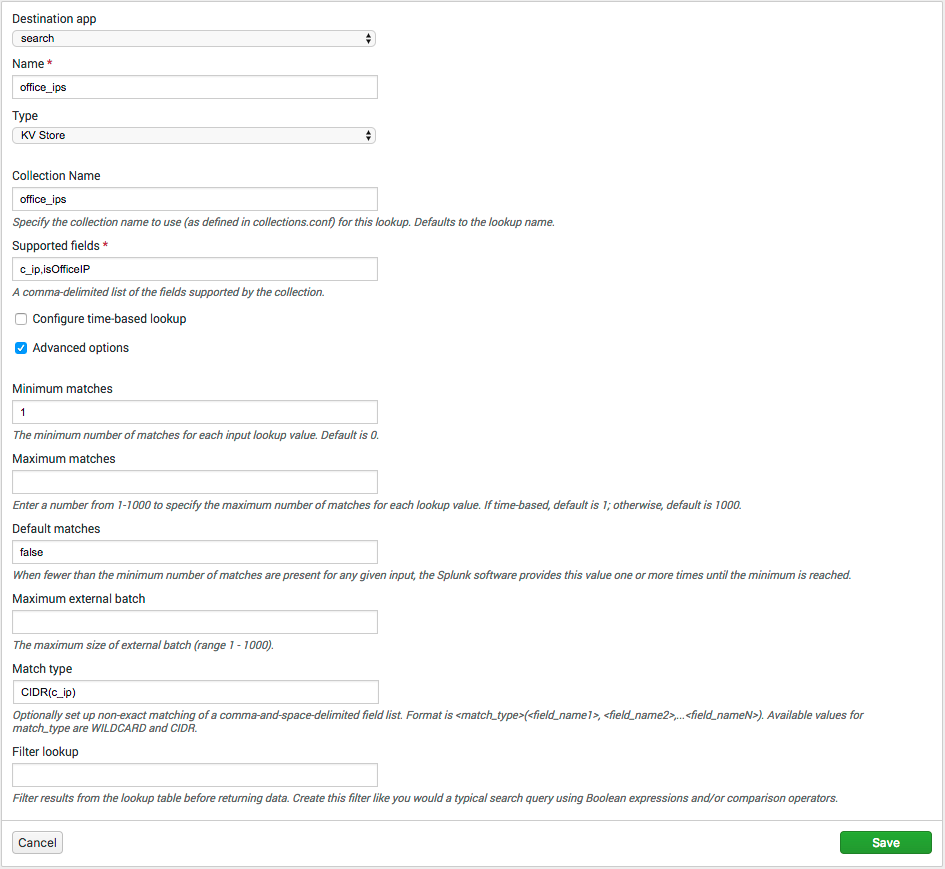 Destination app
search
Name *
office_ips
Type
KV Store
Collection Name
office_ips
Specify the collection name to use (as defined in collections.conf) for this lookup. Defaults to the lookup name.
Supported fields *
c_ip,isOfficeIP
A comma-delimited list of the fields supported by the collection.
Configure time-based lookup
Advanced options
Minimum matches
1
The minimum number of matches for each input lookup value. Default is 0.
Maximum matches
Enter a number from 1-1000 to specify the maximum number of matches for each lookup value. If time-based, default is 1; otherwise, default is 1000.
Default matches
false
When fewer than the minimum number of matches are present for any given input, the Splunk software provides this value one or more times until the minimum is reached.
Maximum external batch
The maximum size of external batch (range 1 - 1000).
Match type
CIDR(c_ip)
Optionally set up non-exact matching of a comma-and-space-delimited field list. Format is <match_type>(<field_name1>, <field_name2>,...<field_nameN>). Available values for
match_type are WILDCARD and CIDR.
Filter lookup
Filter results from the lookup table before returning data. Create this filter like you would a typical search query using Boolean expressions and/or comparison operators.
Cancel
Save